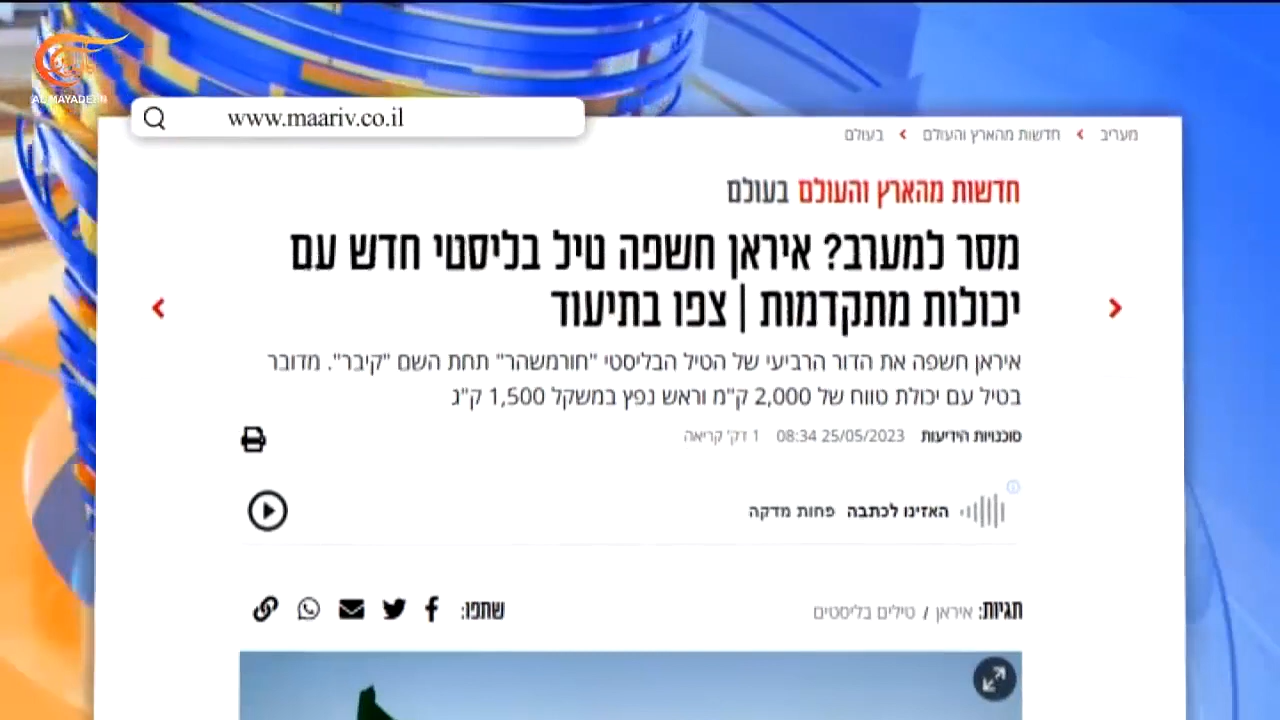 AL MAYADEEN
www.maariv.co.il
מעריב › חדשות מהארץ והעולם › בעולם
חדשות מהארץ והעולם בעולם
מסר למערב? איראן חשפה טיל בליסטי חדש עם
יכולות מתקדמות | צפו בתיעוד
איראן חשפה את הדור הרביעי של הטיל הבליסטי "חורמשהר" תחת השם "קיבר". מדובר
בטיל עם יכולת טווח של 2,000 ק"מ וראש נפץ במשקל 1,500 ק"ג
סוכנויות הידיעות 25/05/2023 08:34 1 דק' קריאה
האזינו לכתבה פחות מדקה
תגיות: איראן / טילים בליסטים
שתפו: